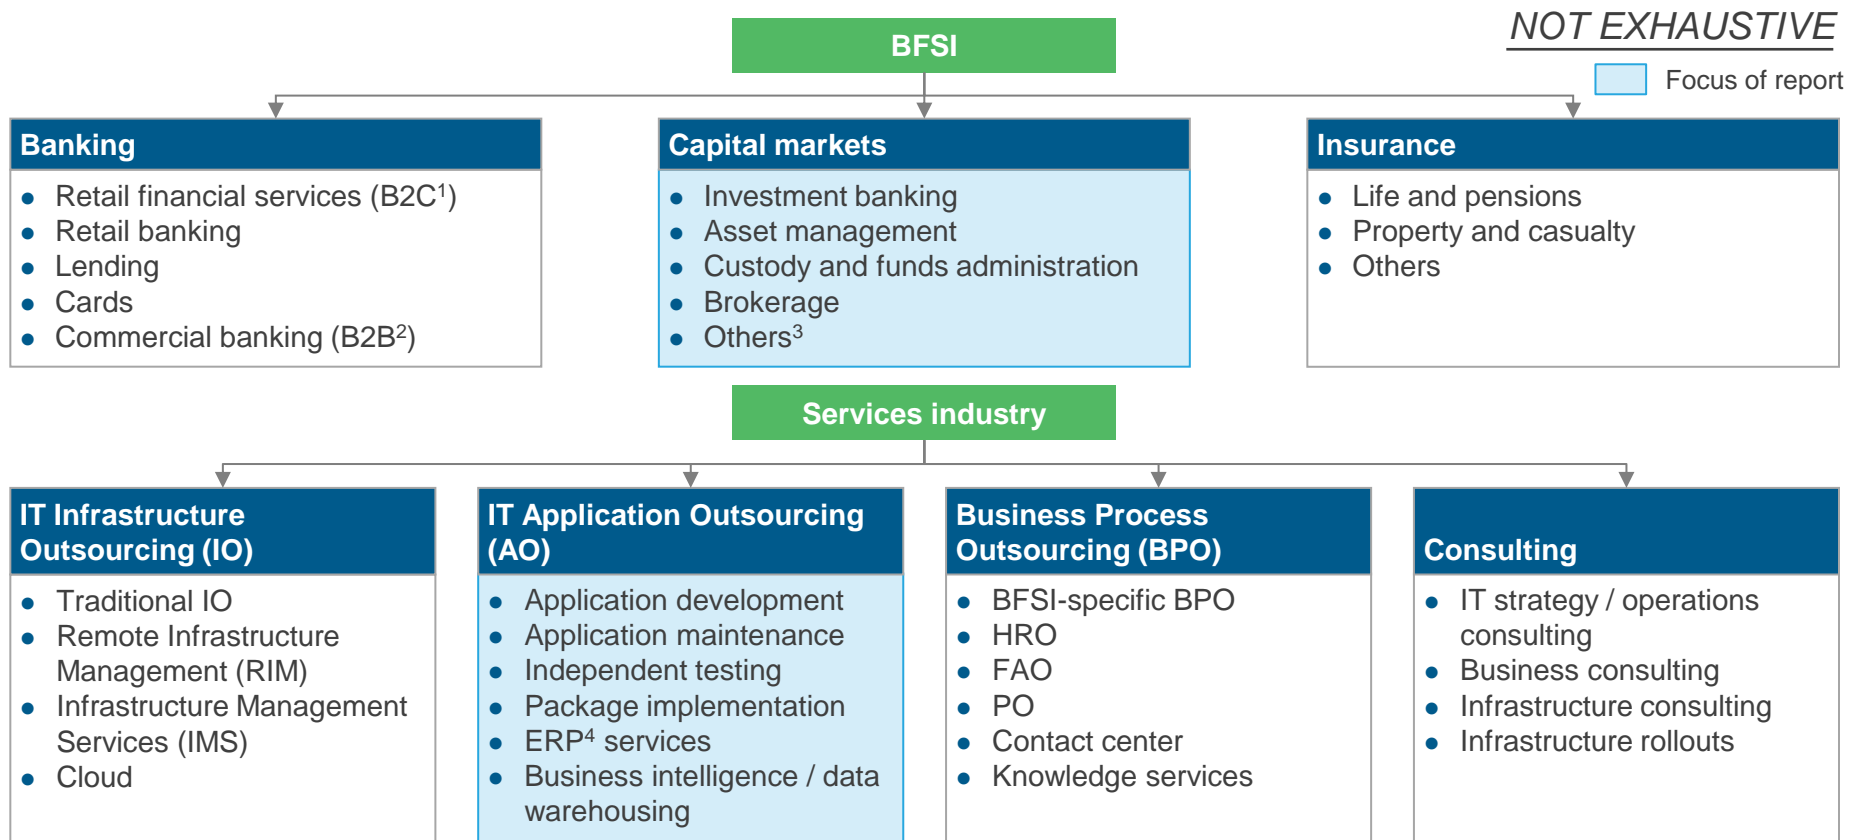 BFSI
NOT EXHAUSTIVE
Focus of report
Banking
● Retail financial services (B2C¹)
● Retail banking
● Lending
● Cards
● Commercial banking (B2B²)
Capital markets
● Investment banking
● Asset management
● Custody and funds administration
● Brokerage
● Others³
Insurance
● Life and pensions
● Property and casualty
● Others
Services industry
IT Infrastructure
Outsourcing (IO)
● Traditional IO
● Remote Infrastructure
Management (RIM)
● Infrastructure Management
Services (IMS)
● Cloud
IT Application Outsourcing
(AO)
● Application development
● Application maintenance
● Independent testing
● Package implementation
● ERP⁴ services
● Business intelligence / data
warehousing
Business Process
Outsourcing (BPO)
● BFSI-specific BPO
● HRO
● FAO
● PO
● Contact center
● Knowledge services
Consulting
● IT strategy / operations
consulting
● Business consulting
● Infrastructure consulting
● Infrastructure rollouts